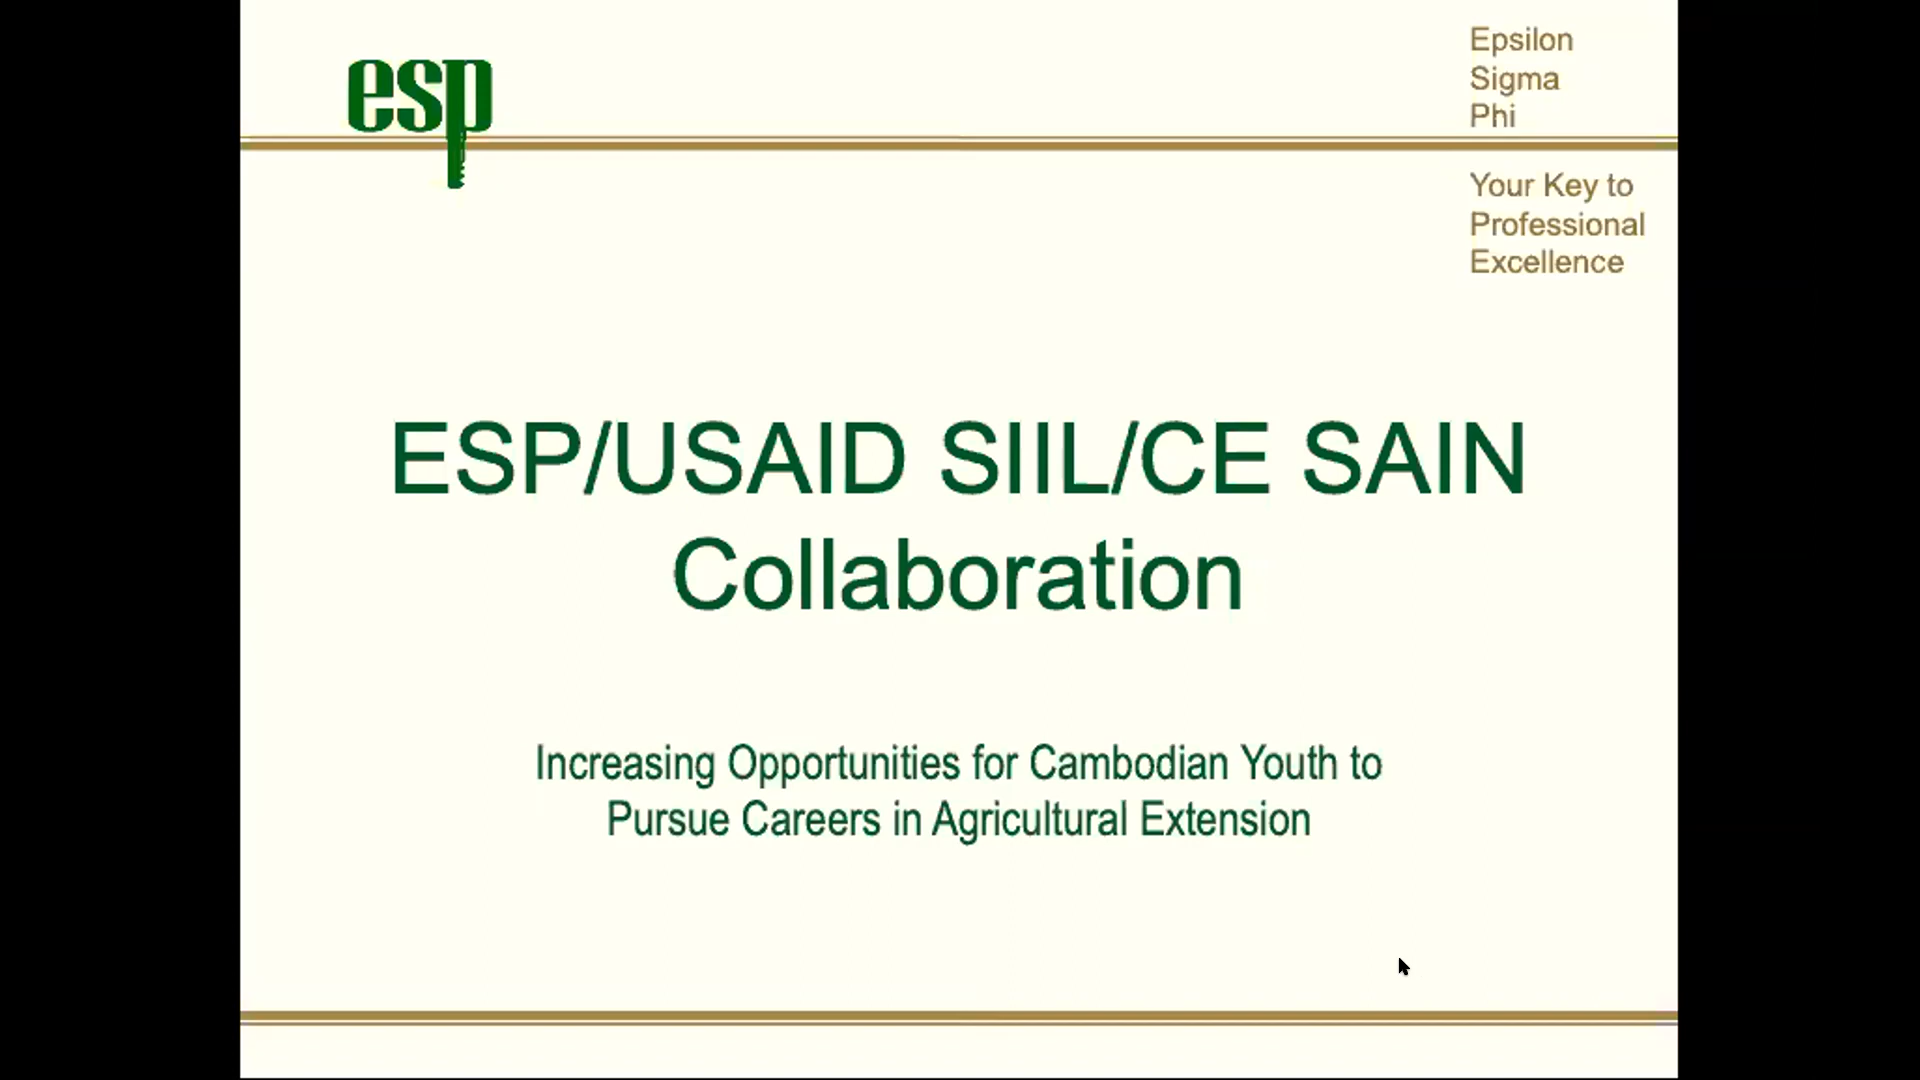 esp
Epsilon
Sigma
Phi
Your Key to
Professional
Excellence
ESP/USAID SIIL/CE SAIN
Collaboration
Increasing Opportunities for Cambodian Youth to
Pursue Careers in Agricultural Extension